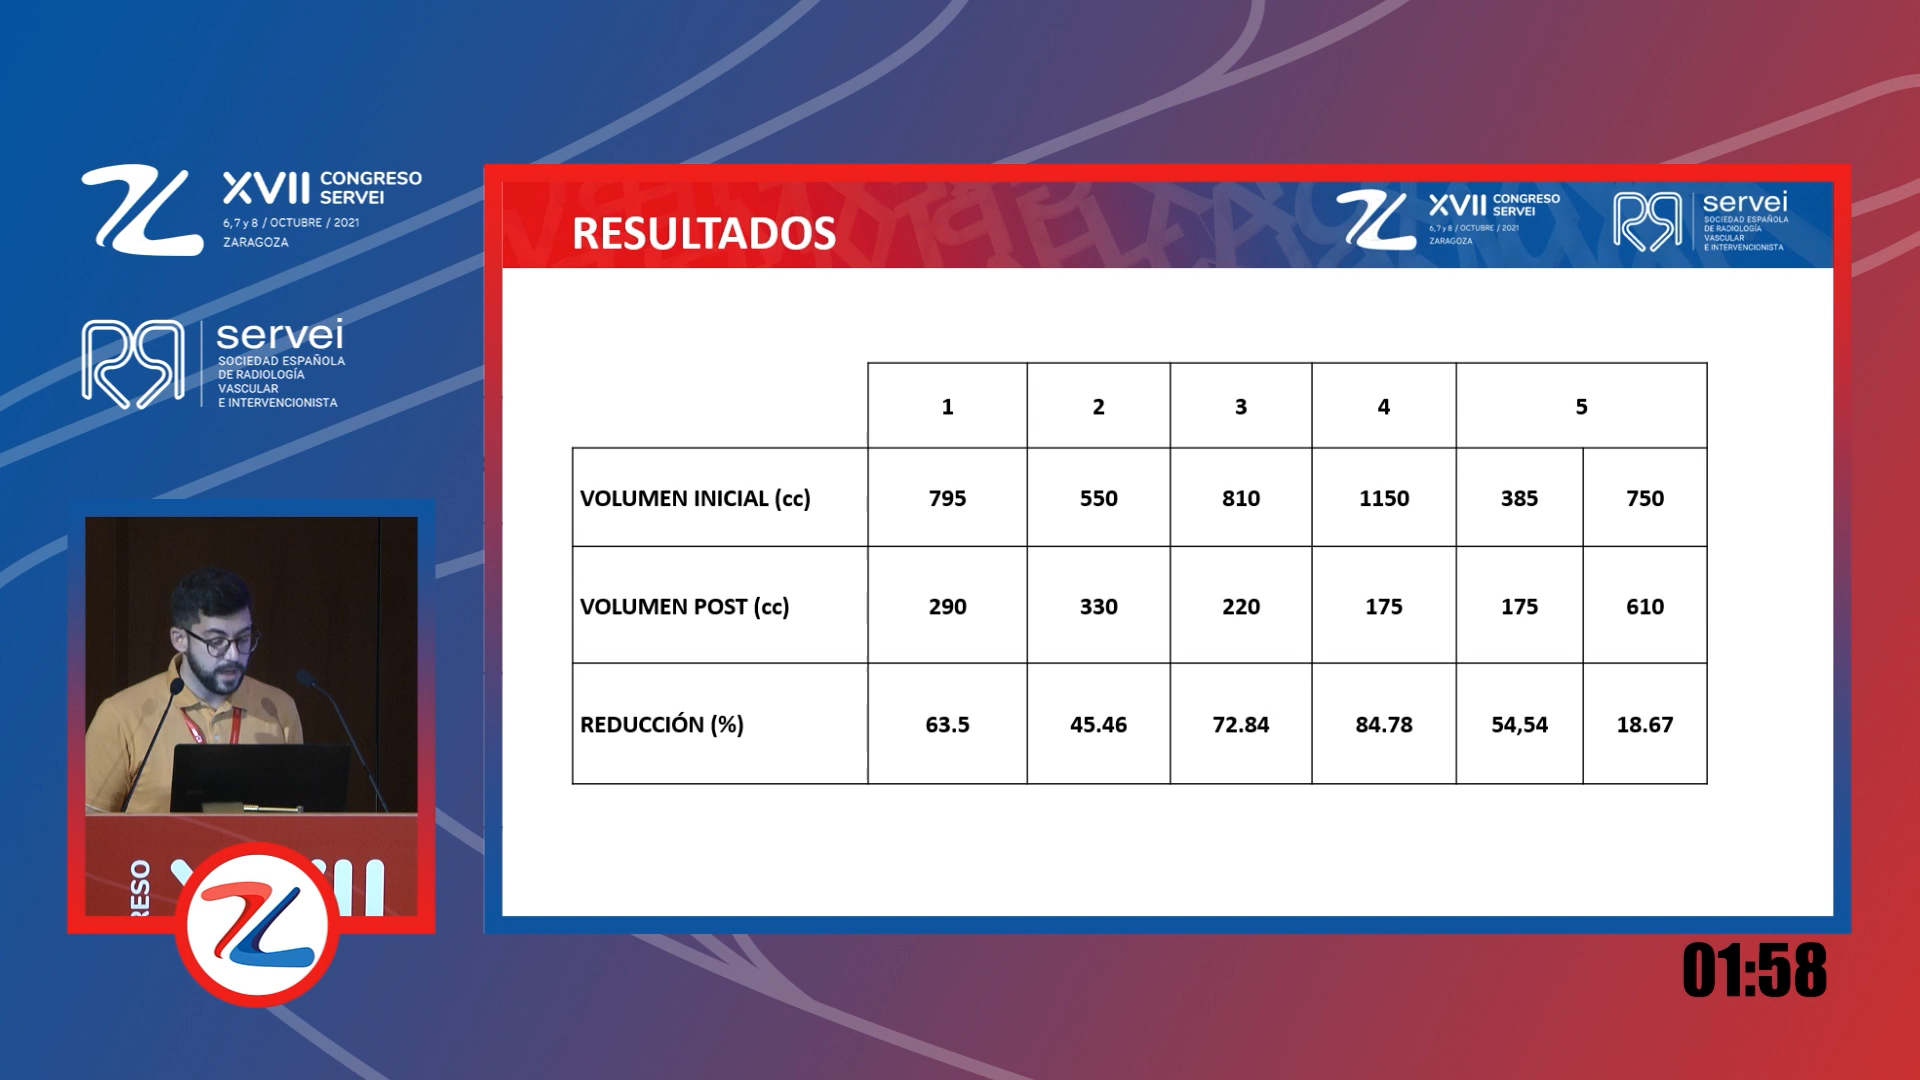 XVII CONGRESO
SERVEI
6,7 y 8 / OCTUBRE / 2021
ZARAGOZA
servei
SOCIEDAD ESPAÑOLA
DE RADIOLOGÍA
VASCULAR
E INTERVENCIONISTA
RESULTADOS
XVII CONGRESO
SERVEI
6,7 y 8 / OCTUBRE / 2021
ZARAGOZA
servei
SOCIEDAD ESPAÑOLA
DE RADIOLOGÍA
VASCULAR
E INTERVENCIONISTA
1 2 3 4 5
VOLUMEN INICIAL (cc) 795 550 810 1150 385 750
VOLUMEN POST (cc) 290 330 220 175 175 610
REDUCCIÓN (%) 63.5 45.46 72.84 84.78 54,54 18.67
01:58